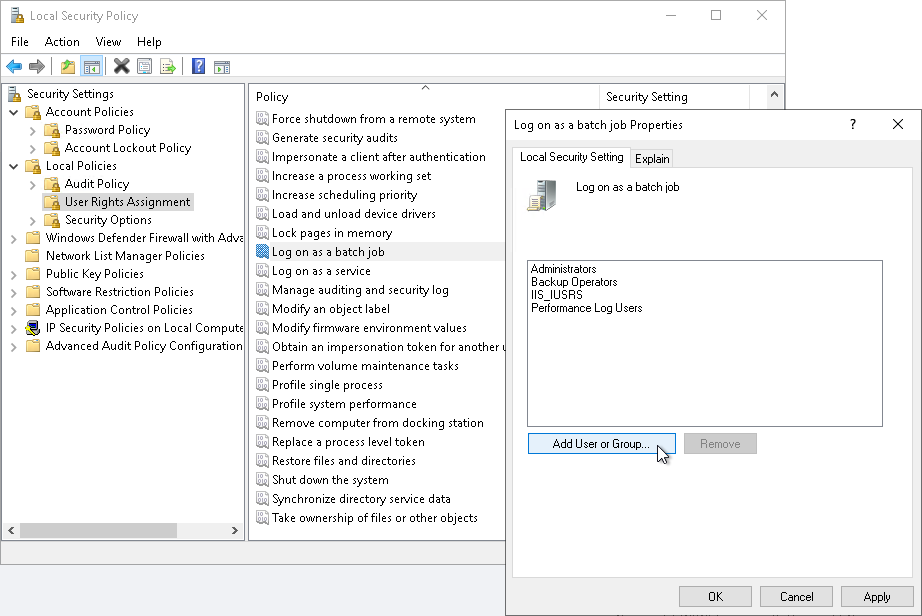 Local Security Policy
File Action View Help
Security Settings
Account Policies
Password Policy
Account Lockout Policy
Local Policies
Audit Policy
User Rights Assignment
Security Options
Windows Defender Firewall with Adva
Network List Manager Policies
Public Key Policies
Software Restriction Policies
Application Control Policies
IP Security Policies on Local Compute
Advanced Audit Policy Configuration
Policy Security Setting
Force shutdown from a remote system
Generate security audits
Impersonate a client after authentication
Increase a process working set
Increase scheduling priority
Load and unload device drivers
Lock pages in memory
Log on as a batch job
Log on as a service
Manage auditing and security log
Modify an object label
Modify firmware environment values
Obtain an impersonation token for another u
Perform volume maintenance tasks
Profile single process
Profile system performance
Remove computer from docking station
Replace a process level token
Restore files and directories
Shut down the system
Synchronize directory service data
Take ownership of files or other objects
Log on as a batch job Properties
Local Security Setting Explain
Log on as a batch job
Administrators
Backup Operators
IIS_IUSRS
Performance Log Users
Add User or Group... Remove
OK Cancel Apply